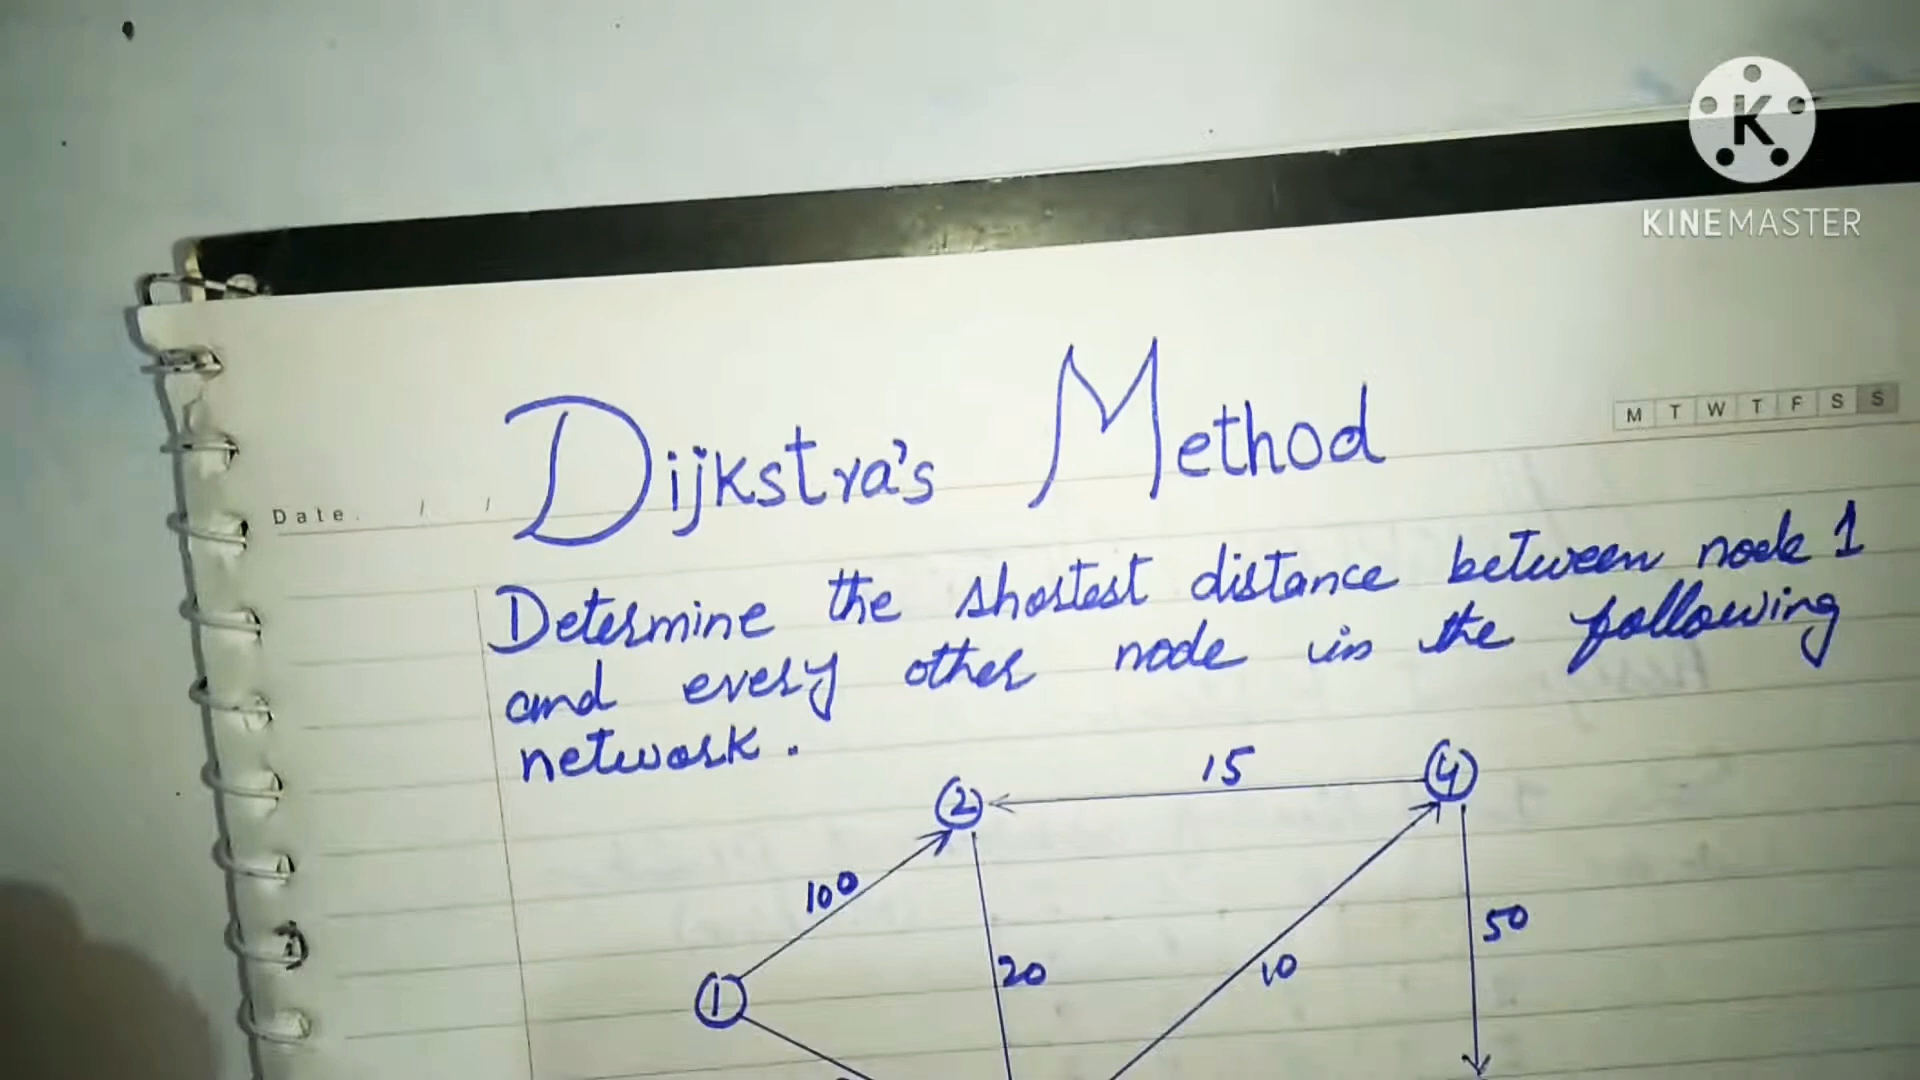 K
KINEMASTER
M T W T F S S
Dijkstra's Method
Date. / /
Determine the shortest distance between node 1
and every other node in the following
network.
15
4
2
100
50
20
10
1